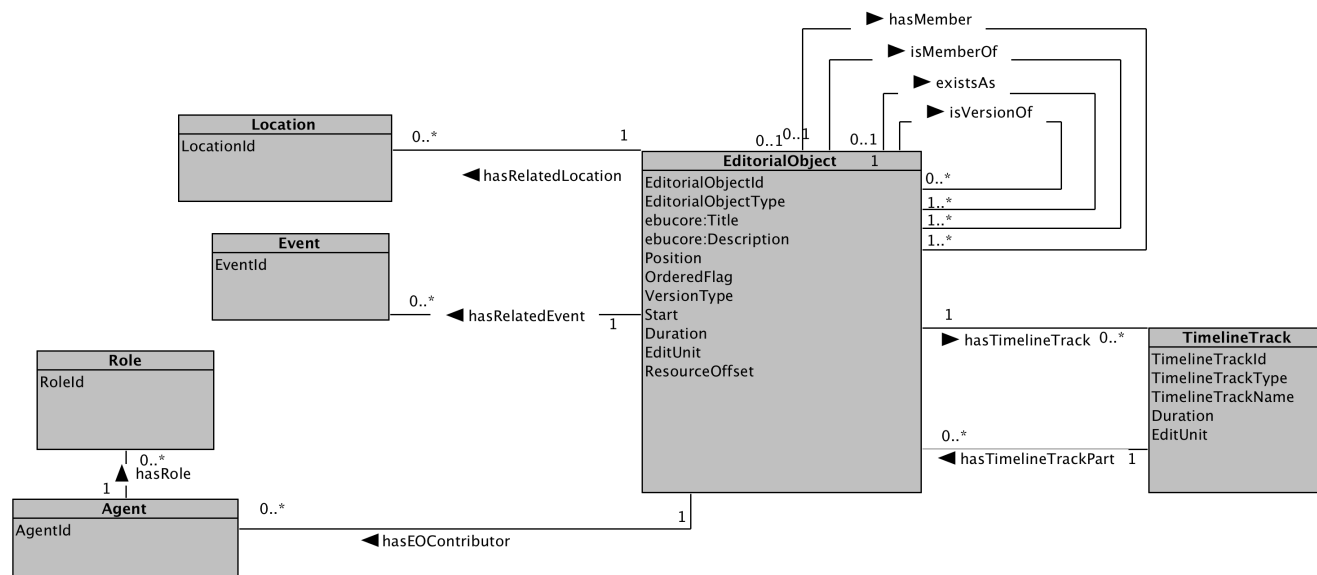 hasMember
isMemberOf
existsAs
isVersionOf
0..1
0..1
0..1
Location
LocationId
0..*
1
hasRelatedLocation
EditorialObject
1
EditorialObjectId
EditorialObjectType
ebucore:Title
ebucore:Description
Position
OrderedFlag
VersionType
Start
Duration
EditUnit
ResourceOffset
0..*
1..*
1..*
1..*
Event
EventId
0..*
hasRelatedEvent
1
1
hasTimelineTrack
0..*
TimelineTrack
TimelineTrackId
TimelineTrackType
TimelineTrackName
Duration
EditUnit
0..*
hasTimelineTrackPart
1
Role
RoleId
0..*
hasRole
1
Agent
AgentId
0..*
1
hasEOContributor